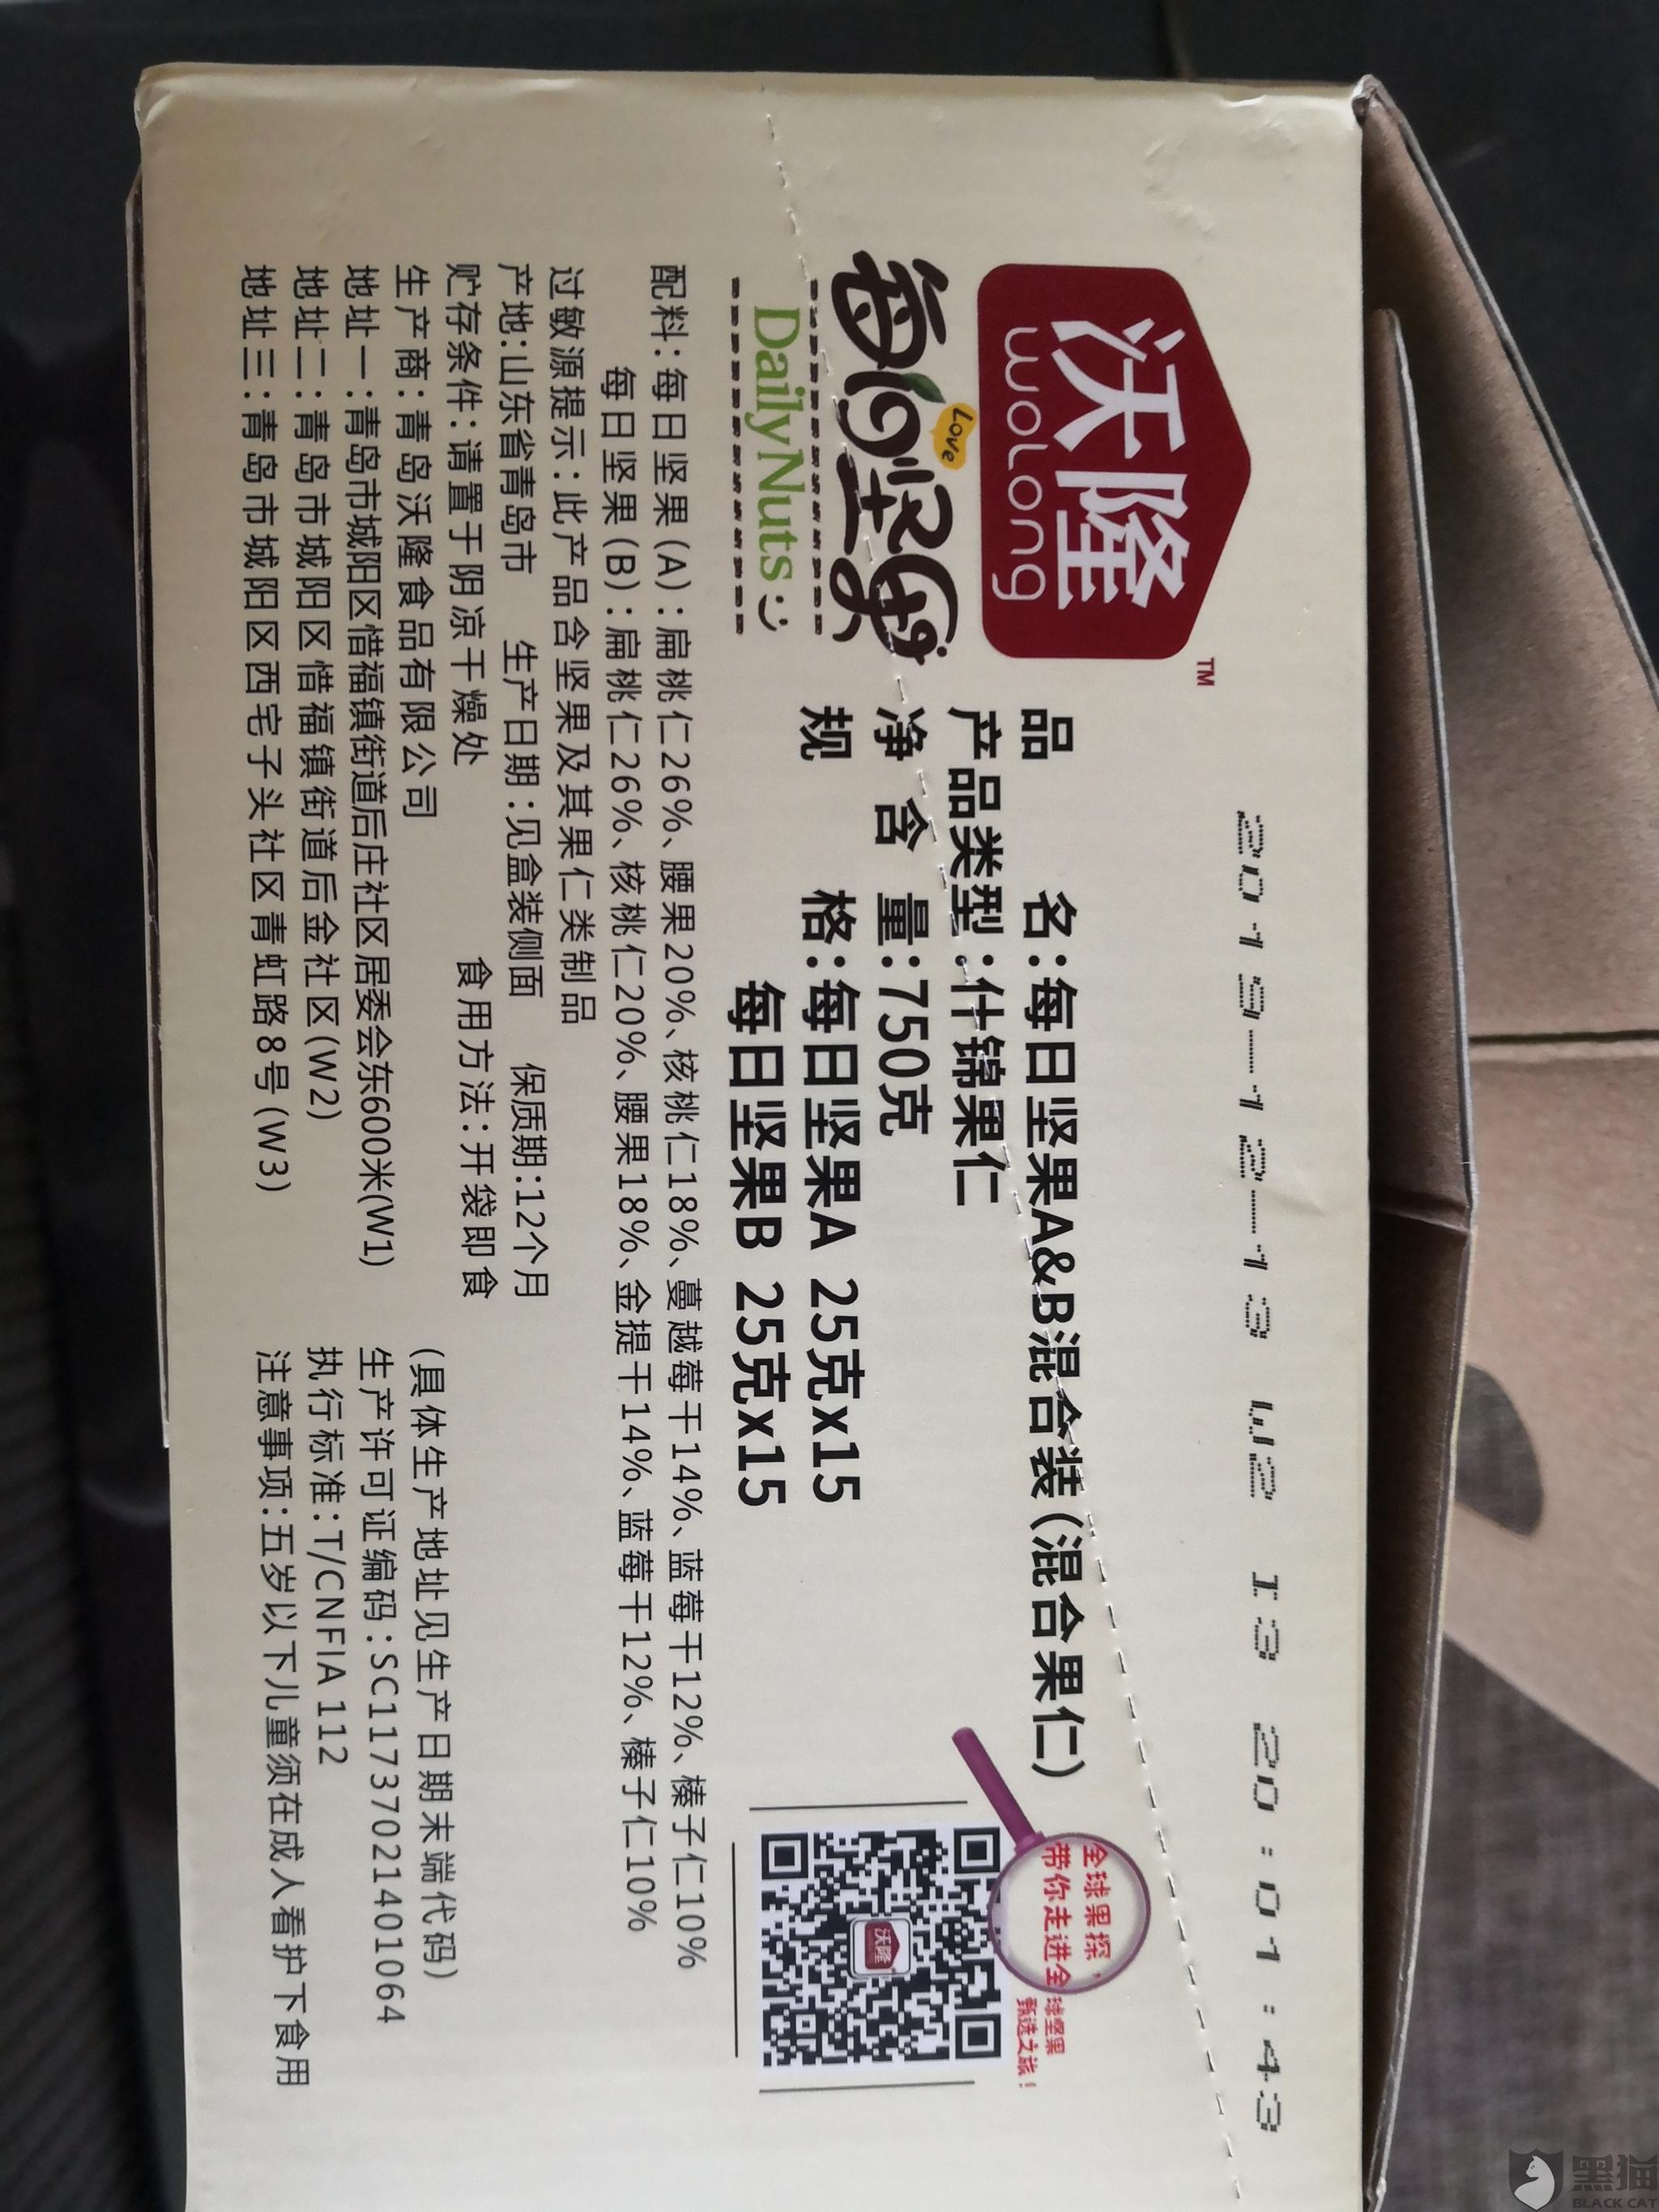 2019-12-13 W2 13 20:01:43
沃隆
wolong
TM
每日坚果
Love
Daily Nuts
品名:每日坚果A&B混合装(混合果仁)
产品类型:什锦果仁
净含量:750克
规格:每日坚果A 25克x15
每日坚果B 25克x15
全球果探,
带你走进全球坚果
甄选之旅!
沃隆
配料:每日坚果(A):扁桃仁26%、腰果20%、核桃仁18%、蔓越莓干14%、蓝莓干12%、榛子仁10%
每日坚果(B):扁桃仁26%、核桃仁20%、腰果18%、金提干14%、蓝莓干12%、榛子仁10%
过敏源提示:此产品含坚果及其果仁类制品
产地:山东省青岛市 生产日期:见盒装侧面 保质期:12个月
贮存条件:请置于阴凉干燥处 食用方法:开袋即食
生产商:青岛沃隆食品有限公司 (具体生产地址见生产日期末端代码)
地址一:青岛市城阳区惜福镇街道后庄社区居委会东600米(W1) 生产许可证编码:SC11737021401064
地址二:青岛市城阳区惜福镇街道后金社区(W2) 执行标准:T/CNFIA 112
地址三:青岛市城阳区西宅子头社区青虹路8号(W3) 注意事项:五岁以下儿童须在成人看护下食用
黑猫
BLACK CAT